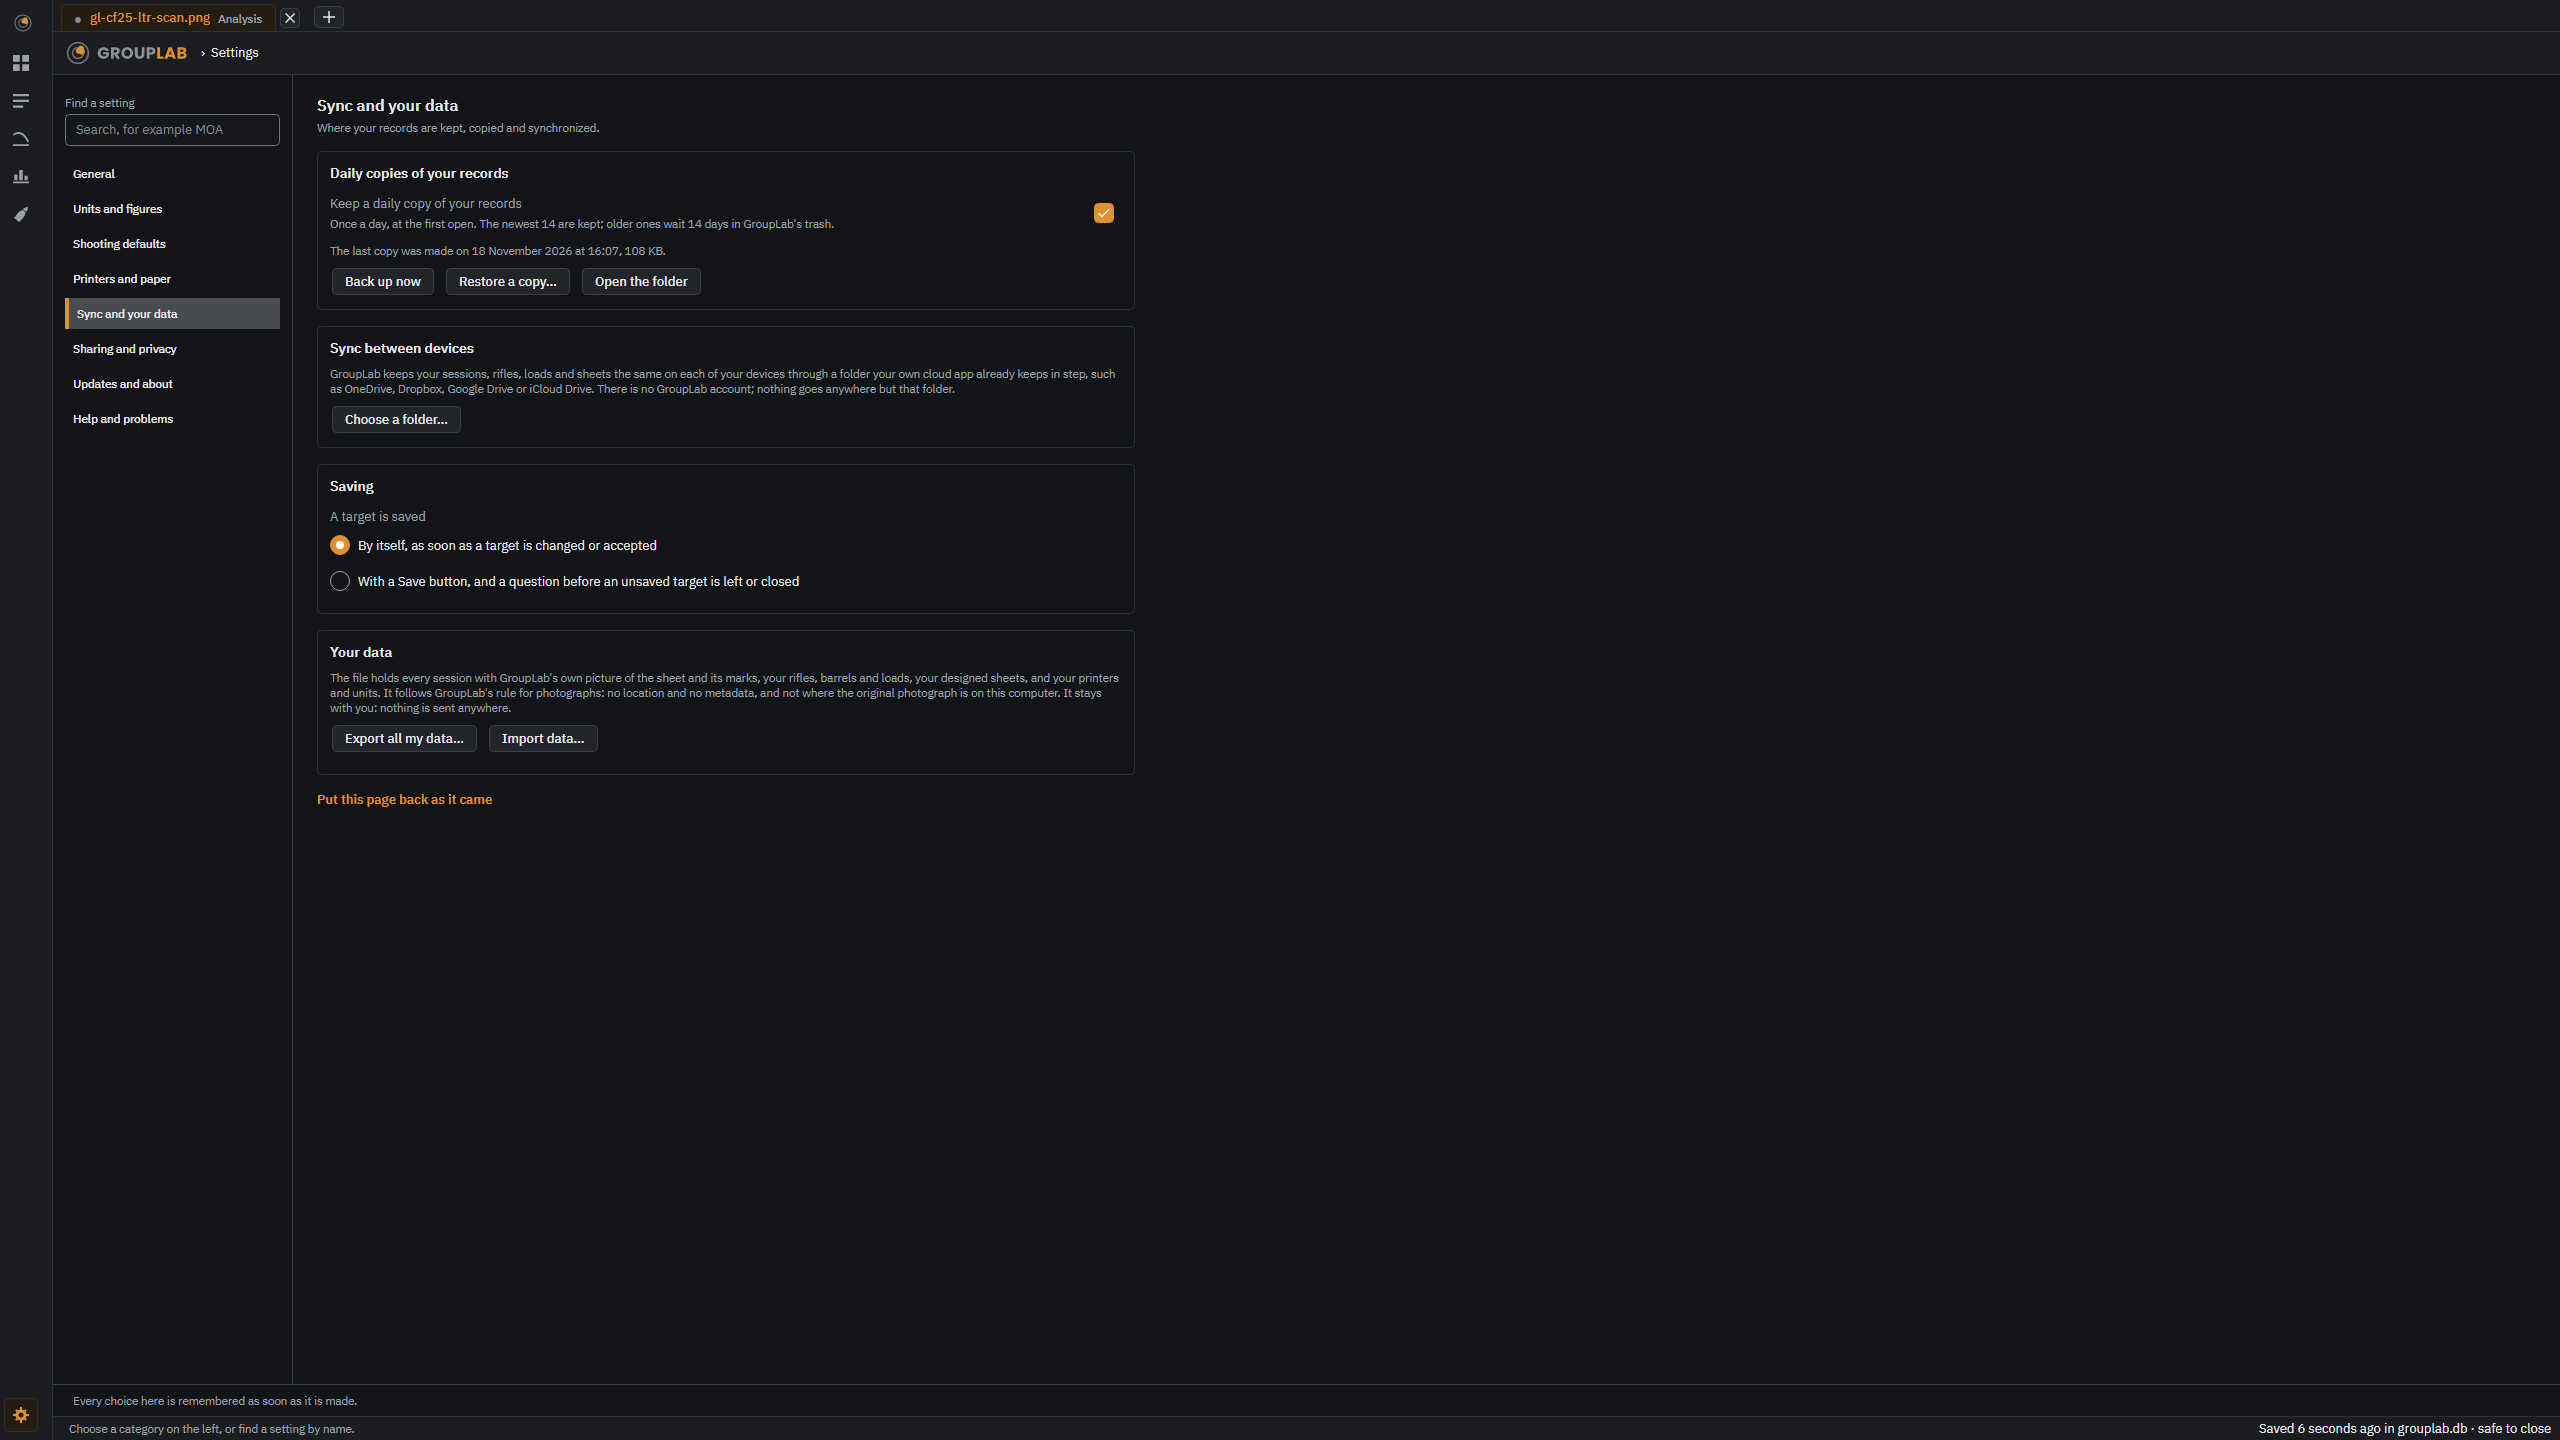 gl-cf25-ltr-scan.png Analysis
GROUPLAB › Settings
Find a setting
Search, for example MOA
General
Units and figures
Shooting defaults
Printers and paper
Sync and your data
Sharing and privacy
Updates and about
Help and problems
Sync and your data
Where your records are kept, copied and synchronized.
Daily copies of your records
Keep a daily copy of your records
Once a day, at the first open. The newest 14 are kept; older ones wait 14 days in GroupLab's trash.
The last copy was made on 18 November 2026 at 16:07, 108 KB.
Back up now Restore a copy... Open the folder
Sync between devices
GroupLab keeps your sessions, rifles, loads and sheets the same on each of your devices through a folder your own cloud app already keeps in step, such
as OneDrive, Dropbox, Google Drive or iCloud Drive. There is no GroupLab account; nothing goes anywhere but that folder.
Choose a folder...
Saving
A target is saved
By itself, as soon as a target is changed or accepted
With a Save button, and a question before an unsaved target is left or closed
Your data
The file holds every session with GroupLab's own picture of the sheet and its marks, your rifles, barrels and loads, your designed sheets, and your printers
and units. It follows GroupLab's rule for photographs: no location and no metadata, and not where the original photograph is on this computer. It stays
with you: nothing is sent anywhere.
Export all my data... Import data...
Put this page back as it came
Every choice here is remembered as soon as it is made.
Choose a category on the left, or find a setting by name.
Saved 6 seconds ago in grouplab.db · safe to close